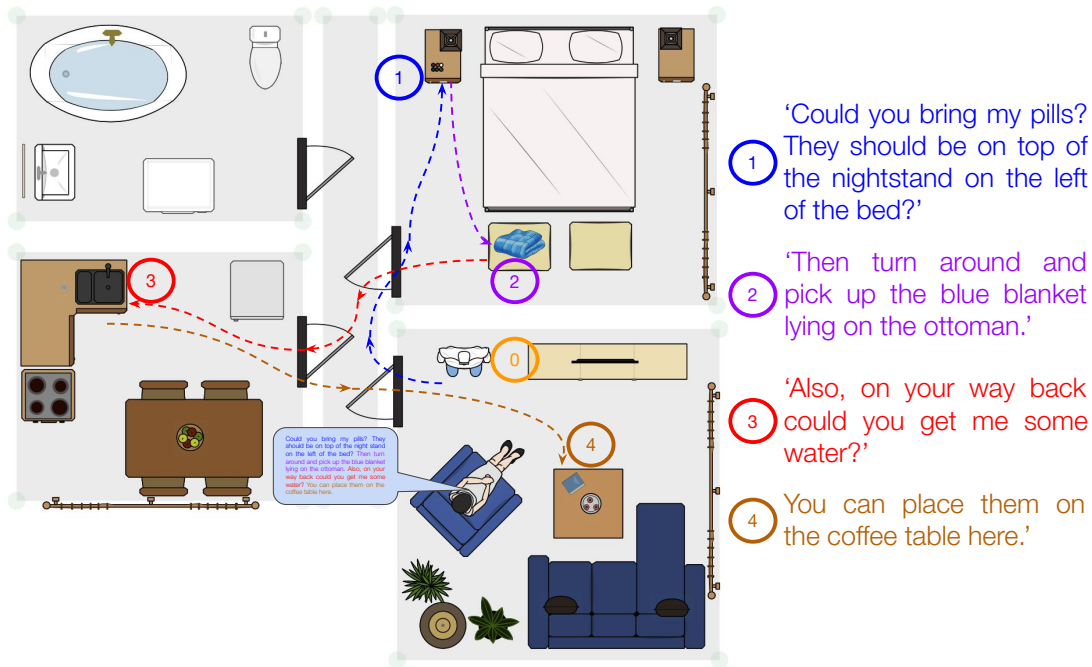 1
'Could you bring my pills?
They should be on top of
the nightstand on the left
of the bed?'
2
'Then turn around and
pick up the blue blanket
lying on the ottoman.'
3
'Also, on your way back
could you get me some
water?'
4
You can place them on
the coffee table here.'
1
2
3
0
4
Could you bring my pills? They
should be on top of the night stand
on the left of the bed? Then turn
around and pick up the blue blanket
lying on the ottoman. Also, on your
way back could you get me some
water? You can place them on the
coffee table here.